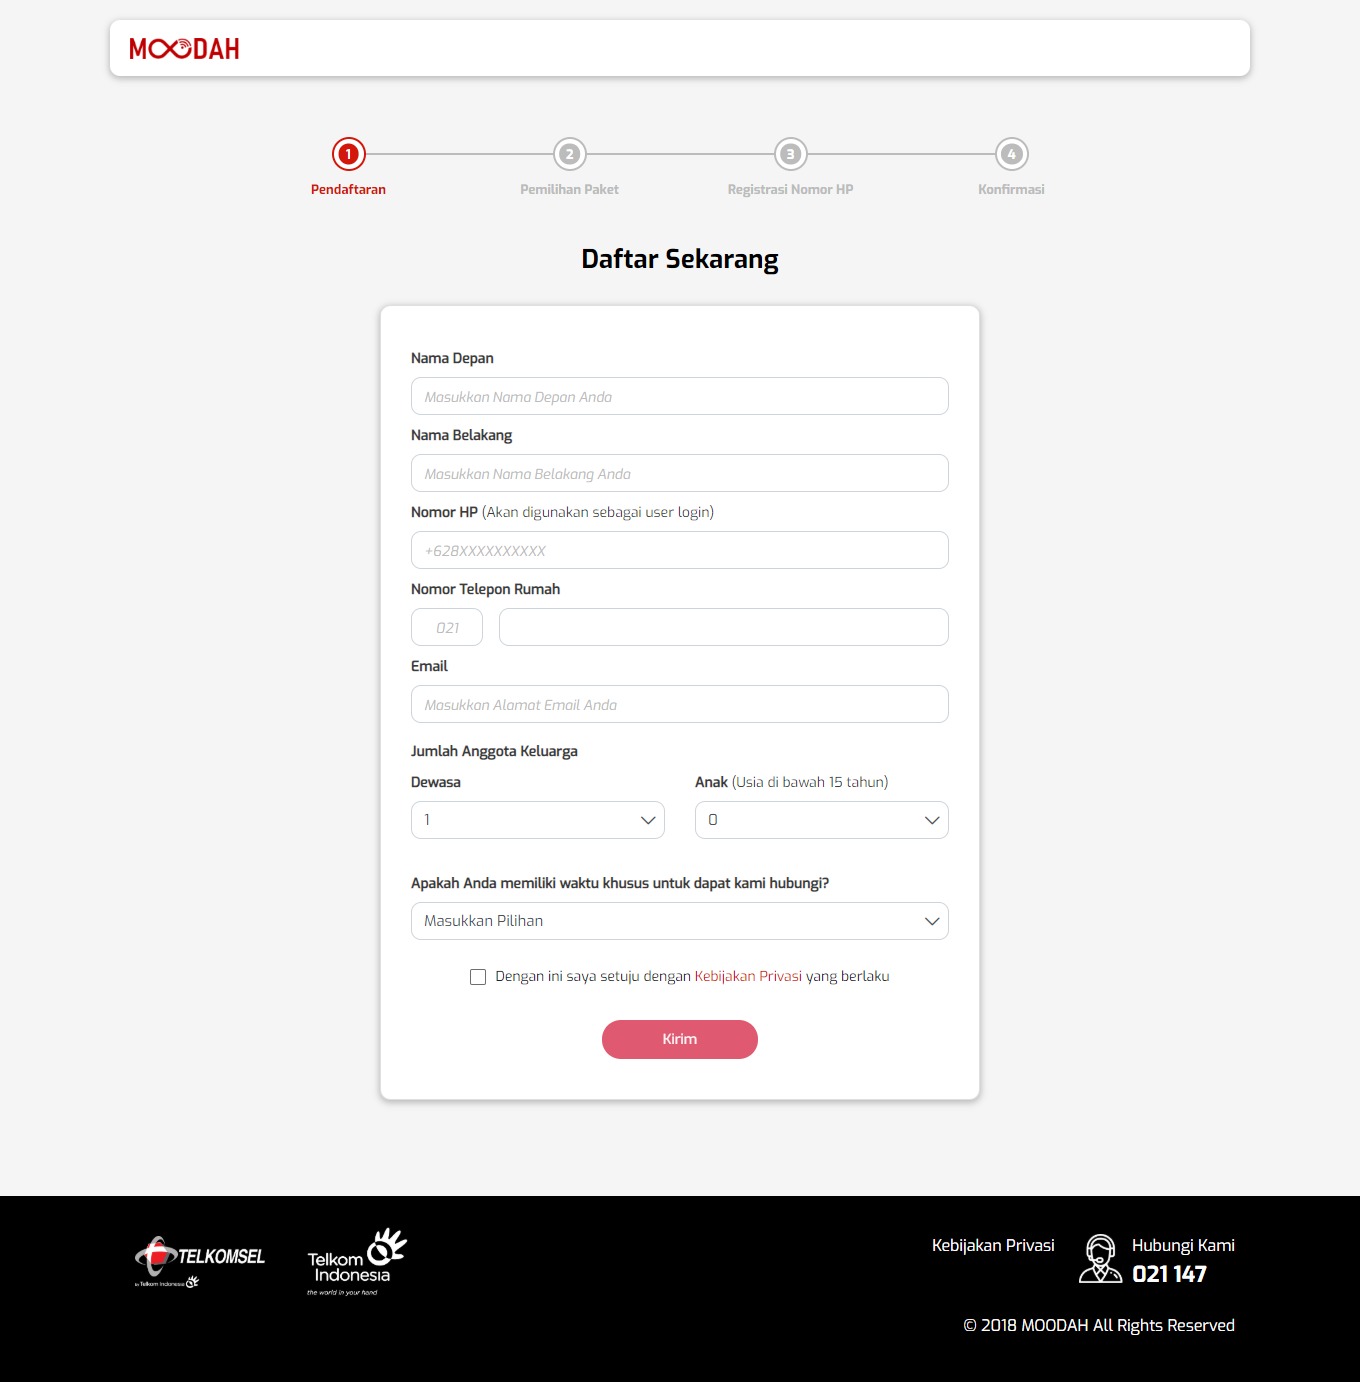 MOODAH
1
2
3
4
Pendaftaran
Pemilihan Paket
Registrasi Nomor HP
Konfirmasi
Daftar Sekarang
Nama Depan
Masukkan Nama Depan Anda
Nama Belakang
Masukkan Nama Belakang Anda
Nomor HP (Akan digunakan sebagai user login)
+628XXXXXXXXXX
Nomor Telepon Rumah
021
Email
Masukkan Alamat Email Anda
Jumlah Anggota Keluarga
Dewasa
Anak (Usia di bawah 15 tahun)
1
0
Apakah Anda memiliki waktu khusus untuk dapat kami hubungi?
Masukkan Pilihan
Dengan ini saya setuju dengan Kebijakan Privasi yang berlaku
Kirim
TELKOMSEL
by Telkom Indonesia
Telkom
Indonesia
the world in your hand
Kebijakan Privasi
Hubungi Kami
021 147
© 2018 MOODAH All Rights Reserved